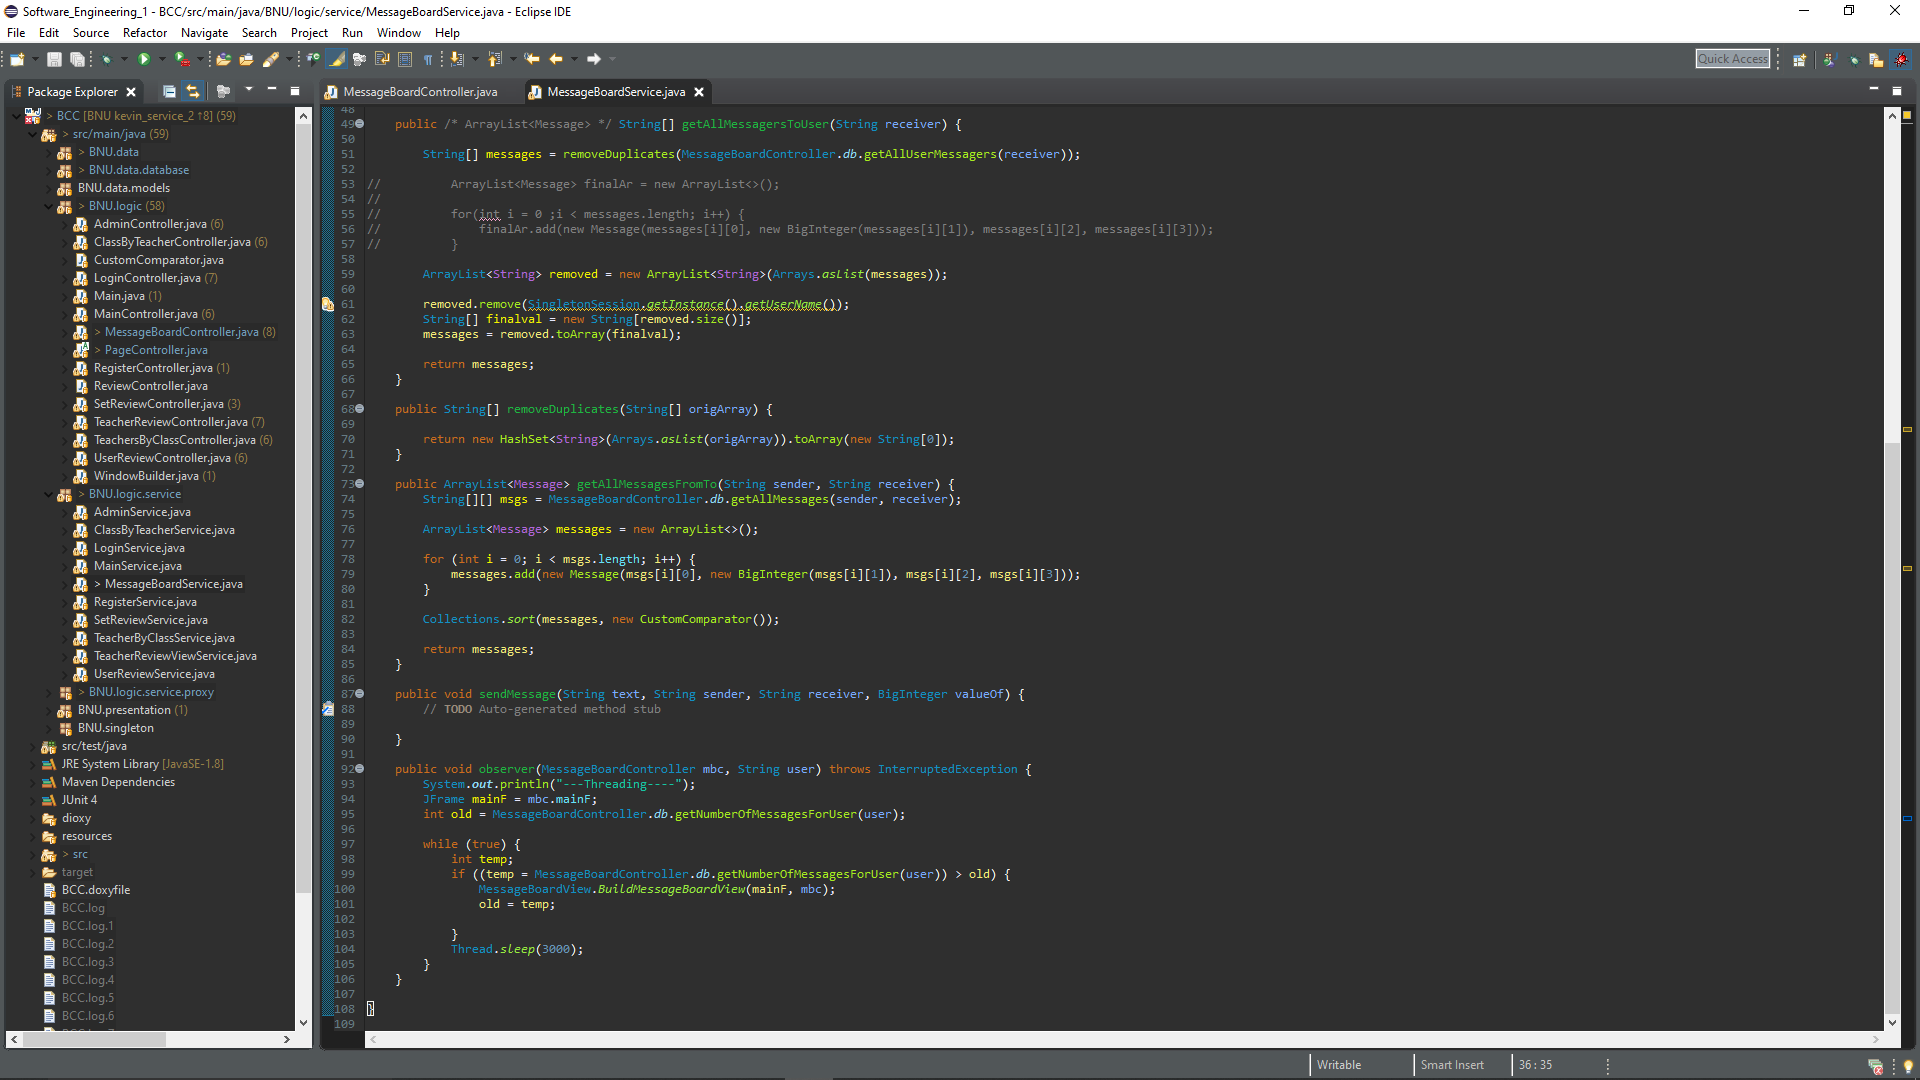 Software_Engineering_1 - BCC/src/main/java/BNU/logic/service/MessageBoardService.java - Eclipse IDE
File Edit Source Refactor Navigate Search Project Run Window Help
Quick Access
Package Explorer
MessageBoardController.java
MessageBoardService.java
> BCC [BNU kevin_service_2 ↑8] (59)
> src/main/java (59)
> BNU.data
> BNU.data.database
BNU.data.models
> BNU.logic (58)
AdminController.java (6)
ClassByTeacherController.java (6)
CustomComparator.java
LoginController.java (7)
Main.java (1)
MainController.java (6)
> MessageBoardController.java (8)
> PageController.java
RegisterController.java (1)
ReviewController.java
SetReviewController.java (3)
TeacherReviewController.java (7)
TeachersByClassController.java (6)
UserReviewController.java (6)
WindowBuilder.java (1)
> BNU.logic.service
AdminService.java
ClassByTeacherService.java
LoginService.java
MainService.java
> MessageBoardService.java
RegisterService.java
SetReviewService.java
TeacherByClassService.java
TeacherReviewViewService.java
UserReviewService.java
> BNU.logic.service.proxy
BNU.presentation (1)
BNU.singleton
src/test/java
JRE System Library [JavaSE-1.8]
Maven Dependencies
JUnit 4
dioxy
resources
> src
target
BCC.doxyfile
BCC.log
BCC.log.1
BCC.log.2
BCC.log.3
BCC.log.4
BCC.log.5
BCC.log.6
48
49 public /* ArrayList<Message> */ String[] getAllMessagersToUser(String receiver) {
50
51 String[] messages = removeDuplicates(MessageBoardController.db.getAllUserMessagers(receiver));
52
53 // ArrayList<Message> finalAr = new ArrayList<>();
54 //
55 // for(int i = 0 ;i < messages.length; i++) {
56 // finalAr.add(new Message(messages[i][0], new BigInteger(messages[i][1]), messages[i][2], messages[i][3]));
57 // }
58
59 ArrayList<String> removed = new ArrayList<String>(Arrays.asList(messages));
60
61 removed.remove(SingletonSession.getInstance().getUserName());
62 String[] finalval = new String[removed.size()];
63 messages = removed.toArray(finalval);
64
65 return messages;
66 }
67
68 public String[] removeDuplicates(String[] origArray) {
69
70 return new HashSet<String>(Arrays.asList(origArray)).toArray(new String[0]);
71 }
72
73 public ArrayList<Message> getAllMessagesFromTo(String sender, String receiver) {
74 String[][] msgs = MessageBoardController.db.getAllMessages(sender, receiver);
75
76 ArrayList<Message> messages = new ArrayList<>();
77
78 for (int i = 0; i < msgs.length; i++) {
79 messages.add(new Message(msgs[i][0], new BigInteger(msgs[i][1]), msgs[i][2], msgs[i][3]));
80 }
81
82 Collections.sort(messages, new CustomComparator());
83
84 return messages;
85 }
86
87 public void sendMessage(String text, String sender, String receiver, BigInteger valueOf) {
88 // TODO Auto-generated method stub
89
90 }
91
92 public void observer(MessageBoardController mbc, String user) throws InterruptedException {
93 System.out.println("---Threading----");
94 JFrame mainF = mbc.mainF;
95 int old = MessageBoardController.db.getNumberOfMessagesForUser(user);
96
97 while (true) {
98 int temp;
99 if ((temp = MessageBoardController.db.getNumberOfMessagesForUser(user)) > old) {
100 MessageBoardView.BuildMessageBoardView(mainF, mbc);
101 old = temp;
102
103 }
104 Thread.sleep(3000);
105 }
106 }
107
108 }
109
Writable Smart Insert 36 : 35